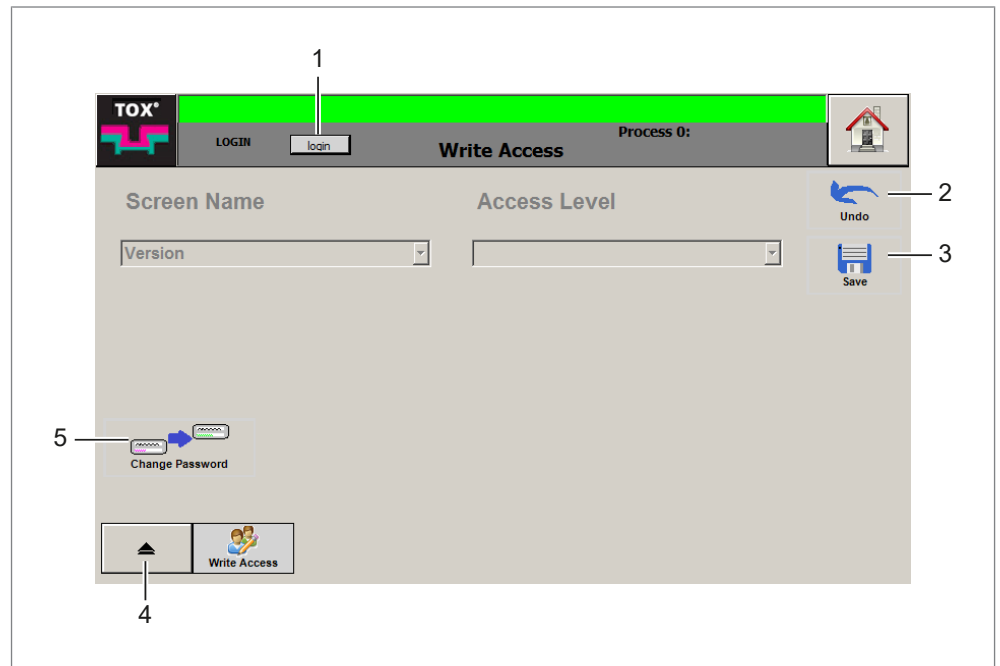 1
TOX®
LOGIN
login
Process 0:
Write Access
Screen Name
Access Level
Undo
2
Version
Save
3
5
Change Password
Write Access
4